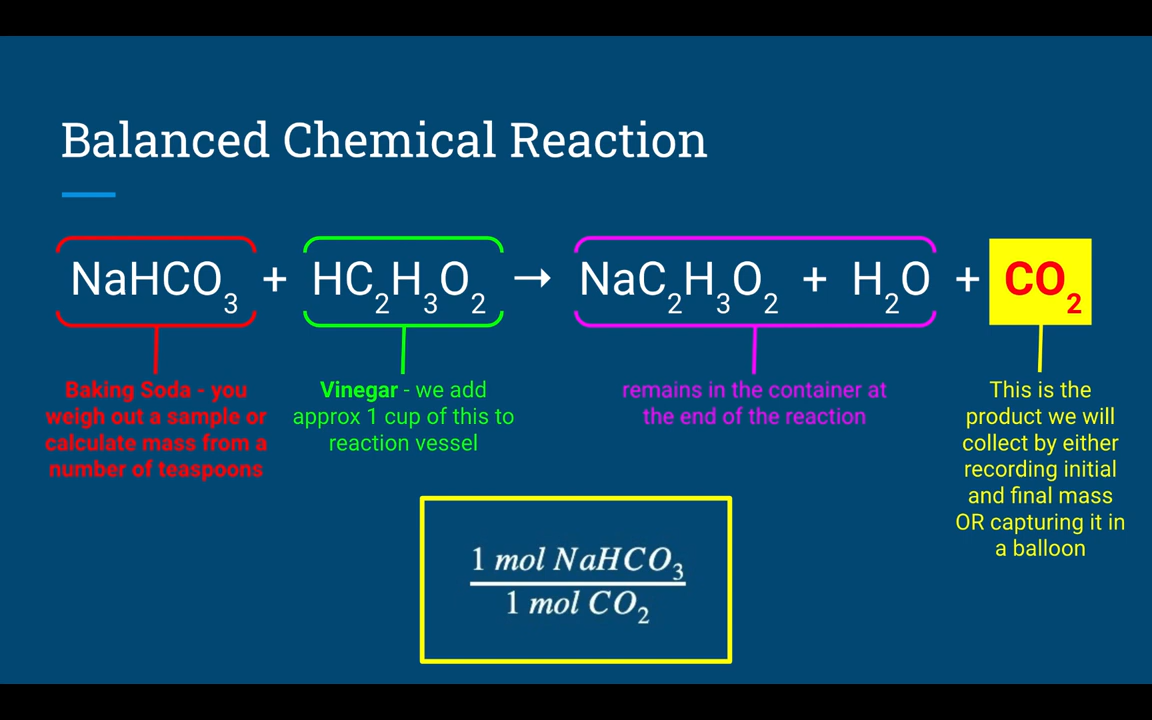 Balanced Chemical Reaction
NaHCO₃ + HC₂H₃O₂ → NaC₂H₃O₂ + H₂O + CO₂
Baking Soda - you
weigh out a sample or
calculate mass from a
number of teaspoons
Vinegar - we add
approx 1 cup of this to
reaction vessel
remains in the container at
the end of the reaction
This is the
product we will
collect by either
recording initial
and final mass
OR capturing it in
a balloon
1 mol NaHCO₃
1 mol CO₂